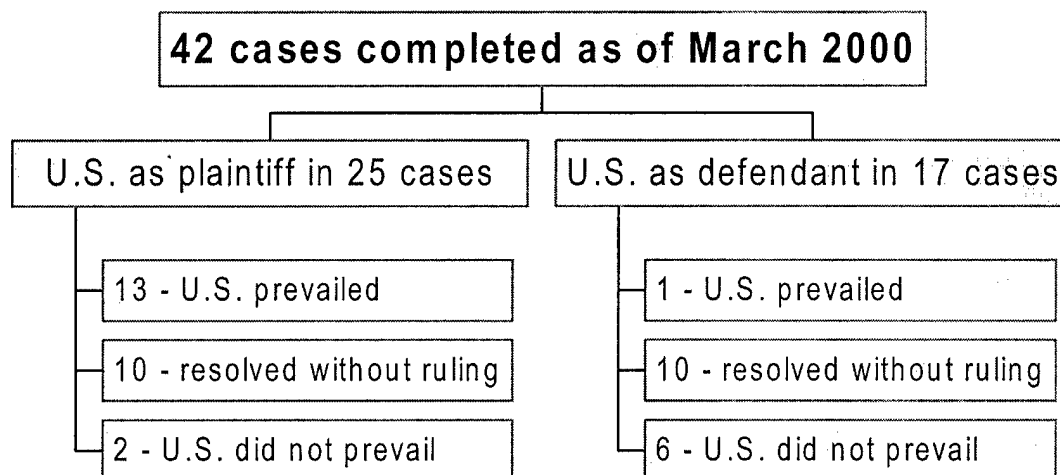 42 cases completed as of March 2000
U.S. as plaintiff in 25 cases
13 - U.S. prevailed
10 - resolved without ruling
2 - U.S. did not prevail
U.S. as defendant in 17 cases
1 - U.S. prevailed
10 - resolved without ruling
6 - U.S. did not prevail